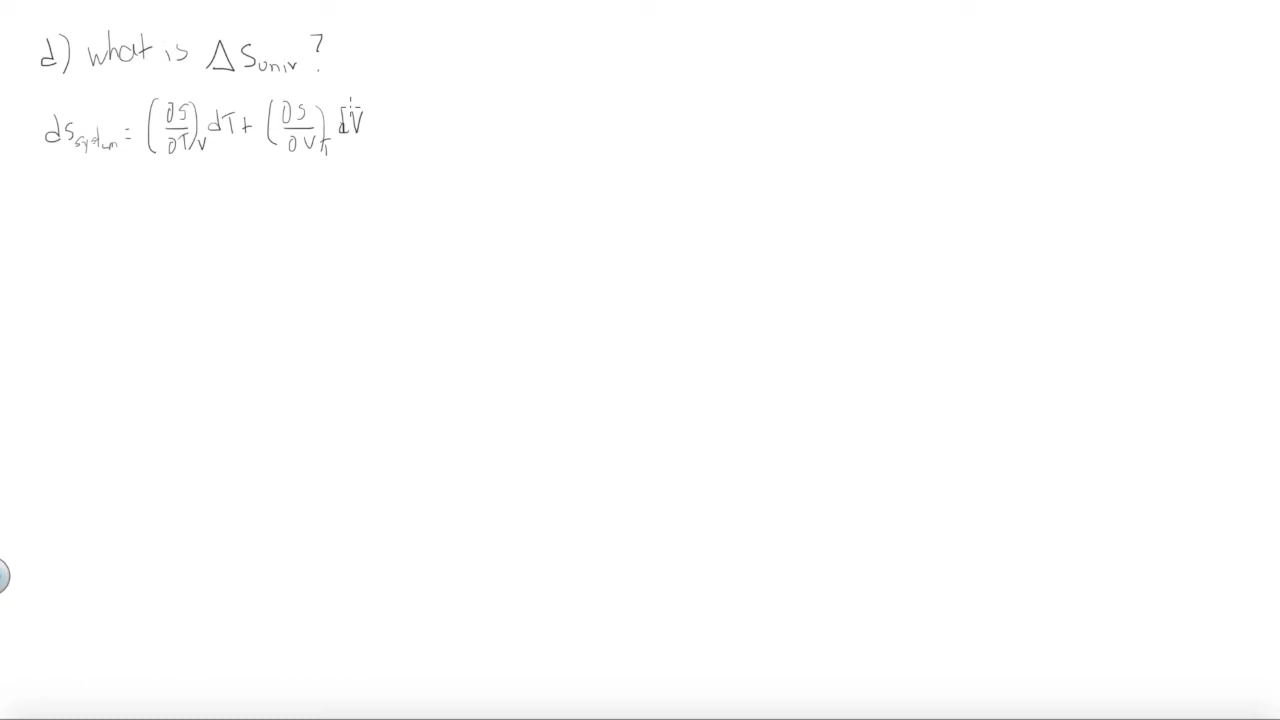 d) what is ΔS_univ ?
dS_system = (∂S/∂T)_V dT + (∂S/∂V)_T dV